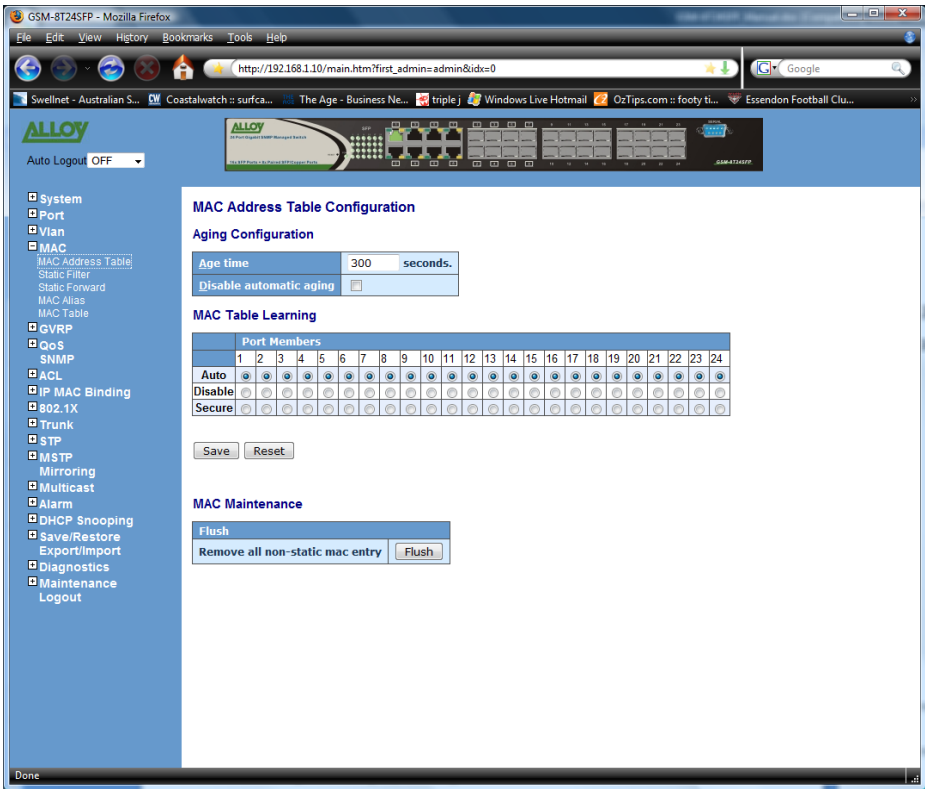 GSM-8T24SFP - Mozilla Firefox
File Edit View History Bookmarks Tools Help
http://192.168.1.10/main.htm?first_admin=admin&idx=0
G Google
Swellnet - Australian S... CW Coastalwatch :: surfca... The Age - Business Ne... triple j Windows Live Hotmail OzTips.com :: footy ti... Essendon Football Clu... »
ALLOY
Auto Logout OFF
ALLOY
SFP
GSM-8T24SFP
System
Port
Vlan
MAC
MAC Address Table
Static Filter
Static Forward
MAC Alias
MAC Table
GVRP
QoS
SNMP
ACL
IP MAC Binding
802.1X
Trunk
STP
MSTP
Mirroring
Multicast
Alarm
DHCP Snooping
Save/Restore
Export/Import
Diagnostics
Maintenance
Logout
MAC Address Table Configuration
Aging Configuration
Age time 300 seconds.
Disable automatic aging
MAC Table Learning
Port Members
1 2 3 4 5 6 7 8 9 10 11 12 13 14 15 16 17 18 19 20 21 22 23 24
Auto
Disable
Secure
Save Reset
MAC Maintenance
Flush
Remove all non-static mac entry Flush
Done